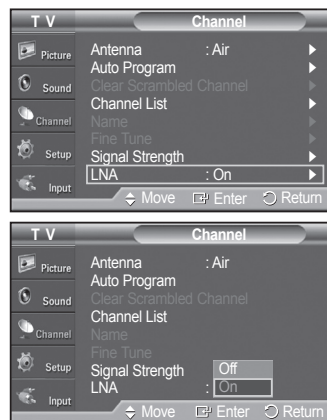 T V
Channel
Picture
Sound
Channel
Setup
Input
Antenna : Air
Auto Program
Clear Scrambled Channel
Channel List
Name
Fine Tune
Signal Strength
LNA : On
Move Enter Return
T V
Channel
Picture
Sound
Channel
Setup
Input
Antenna : Air
Auto Program
Clear Scrambled Channel
Channel List
Name
Fine Tune
Signal Strength
LNA :
Off
On
Move Enter Return